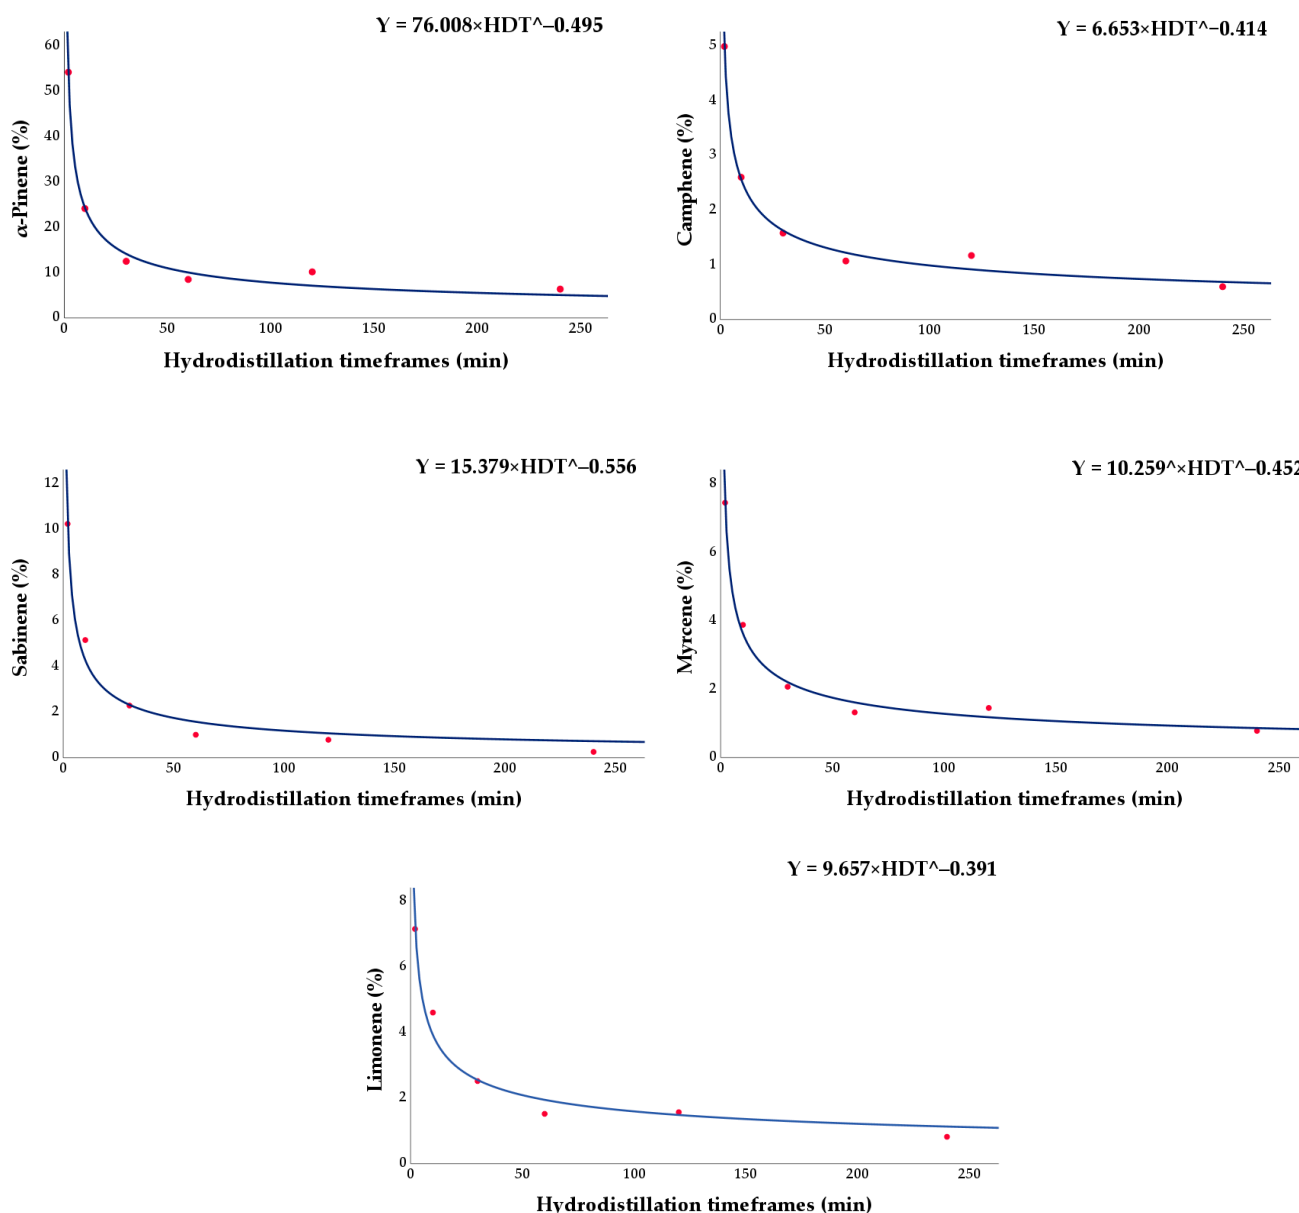 Y = 76.008×HDT^–0.495
α-Pinene (%)
60
50
40
30
20
10
0
0 50 100 150 200 250
Hydrodistillation timeframes (min)
Y = 6.653×HDT^–0.414
Camphene (%)
5
4
3
2
1
0
0 50 100 150 200 250
Hydrodistillation timeframes (min)
Y = 15.379×HDT^–0.556
Sabinene (%)
12
10
8
6
4
2
0
0 50 100 150 200 250
Hydrodistillation timeframes (min)
Y = 10.259^×HDT^–0.452
Myrcene (%)
8
6
4
2
0
0 50 100 150 200 250
Hydrodistillation timeframes (min)
Y = 9.657×HDT^–0.391
Limonene (%)
8
6
4
2
0
0 50 100 150 200 250
Hydrodistillation timeframes (min)